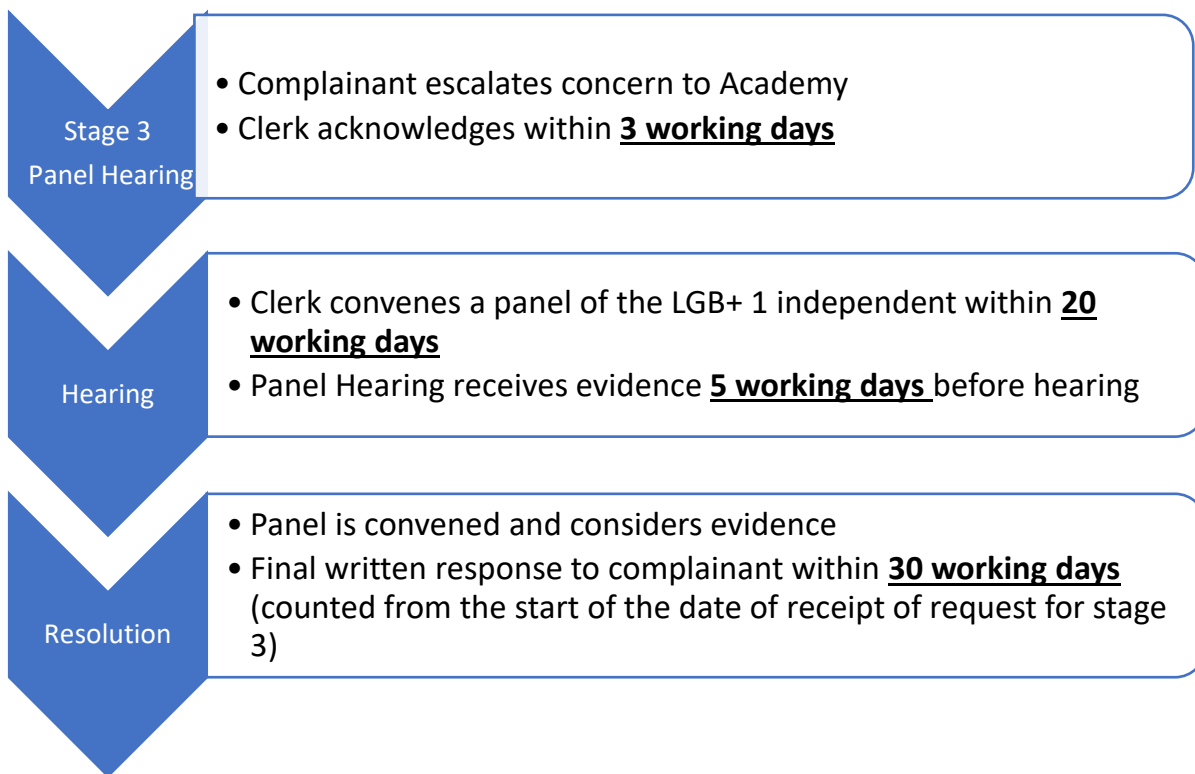 Stage 3
Panel Hearing
• Complainant escalates concern to Academy
• Clerk acknowledges within 3 working days
Hearing
• Clerk convenes a panel of the LGB+ 1 independent within 20
working days
• Panel Hearing receives evidence 5 working days before hearing
Resolution
• Panel is convened and considers evidence
• Final written response to complainant within 30 working days
(counted from the start of the date of receipt of request for stage
3)